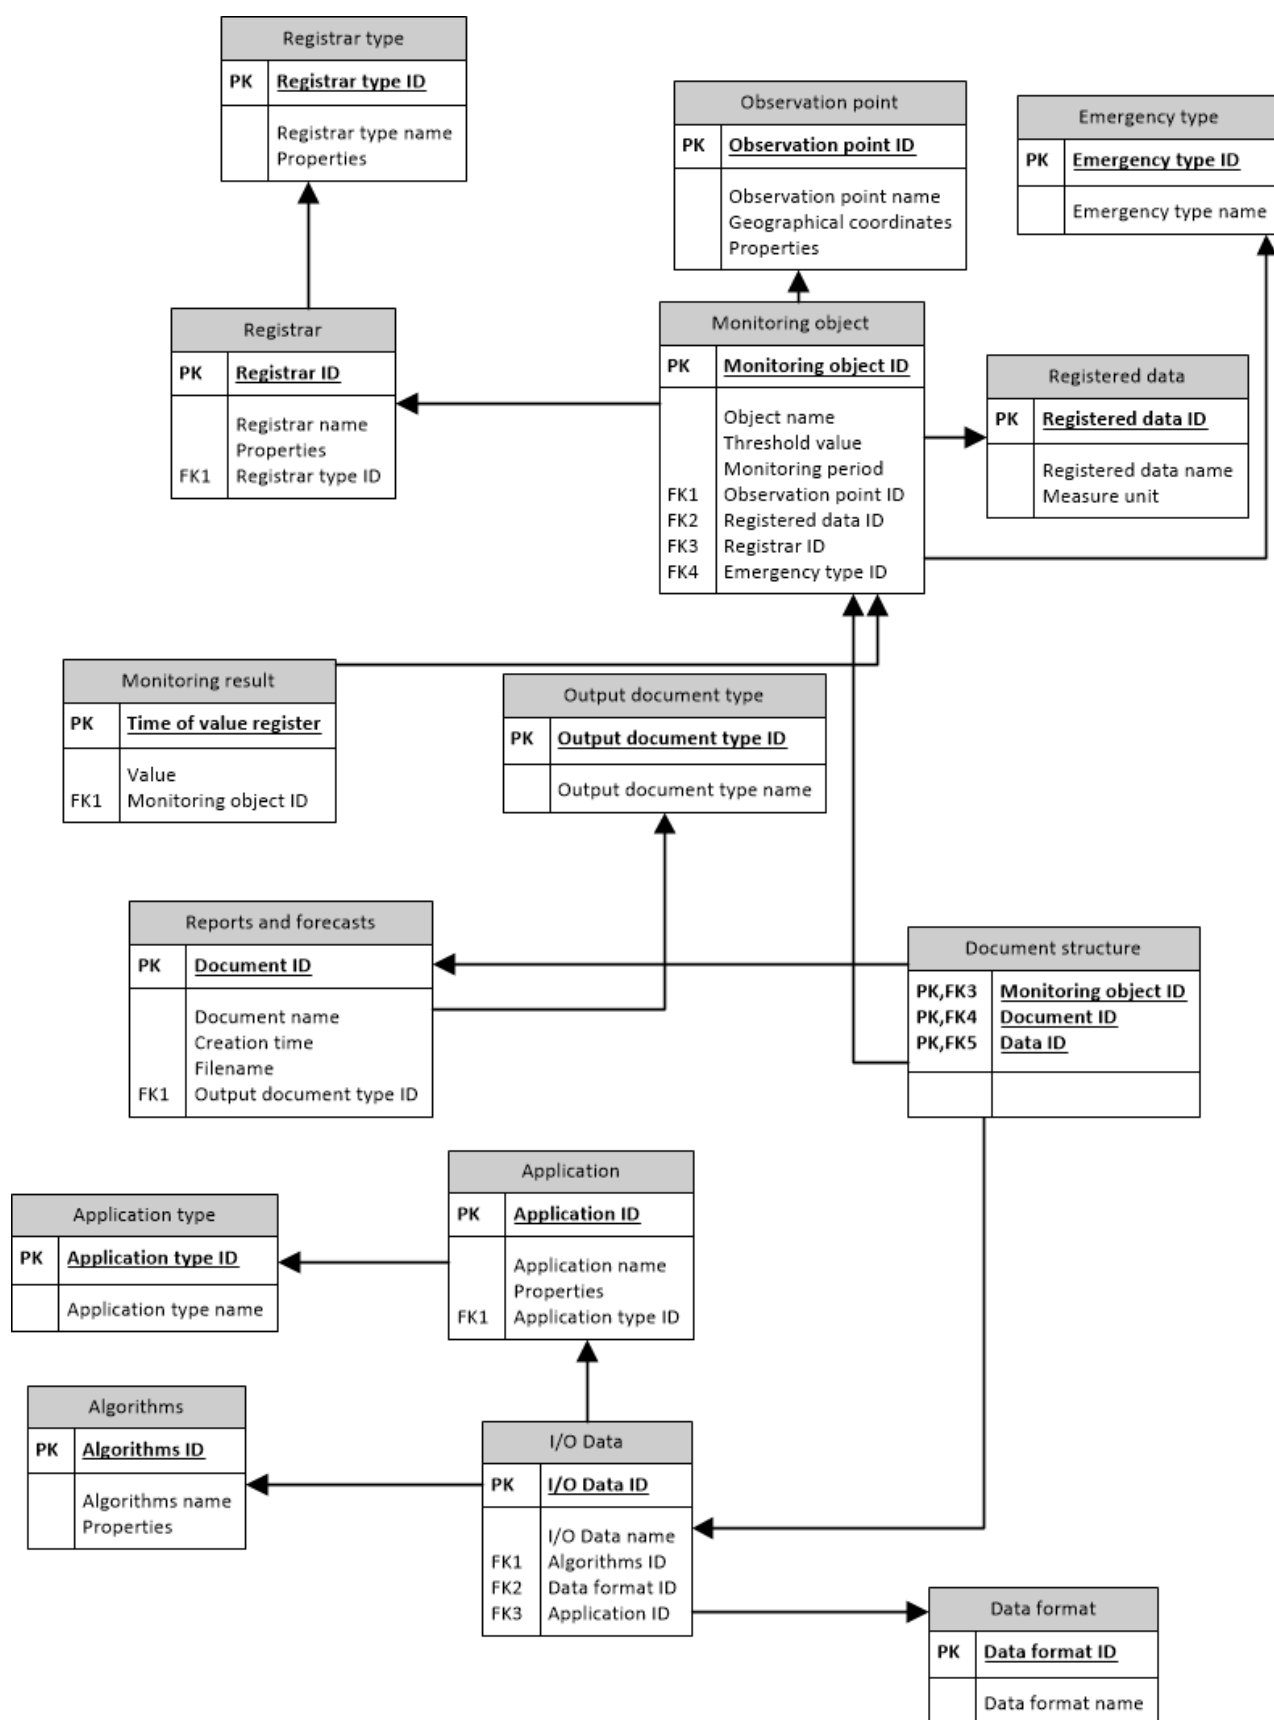 Registrar type
PK Registrar type ID
Registrar type name
Properties
Observation point
PK Observation point ID
Observation point name
Geographical coordinates
Properties
Emergency type
PK Emergency type ID
Emergency type name
Registrar
PK Registrar ID
Registrar name
Properties
FK1 Registrar type ID
Monitoring object
PK Monitoring object ID
Object name
Threshold value
Monitoring period
FK1 Observation point ID
FK2 Registered data ID
FK3 Registrar ID
FK4 Emergency type ID
Registered data
PK Registered data ID
Registered data name
Measure unit
Monitoring result
PK Time of value register
Value
FK1 Monitoring object ID
Output document type
PK Output document type ID
Output document type name
Reports and forecasts
PK Document ID
Document name
Creation time
Filename
FK1 Output document type ID
Document structure
PK,FK3 Monitoring object ID
PK,FK4 Document ID
PK,FK5 Data ID
Application
PK Application ID
Application name
Properties
FK1 Application type ID
Application type
PK Application type ID
Application type name
Algorithms
PK Algorithms ID
Algorithms name
Properties
I/O Data
PK I/O Data ID
I/O Data name
FK1 Algorithms ID
FK2 Data format ID
FK3 Application ID
Data format
PK Data format ID
Data format name